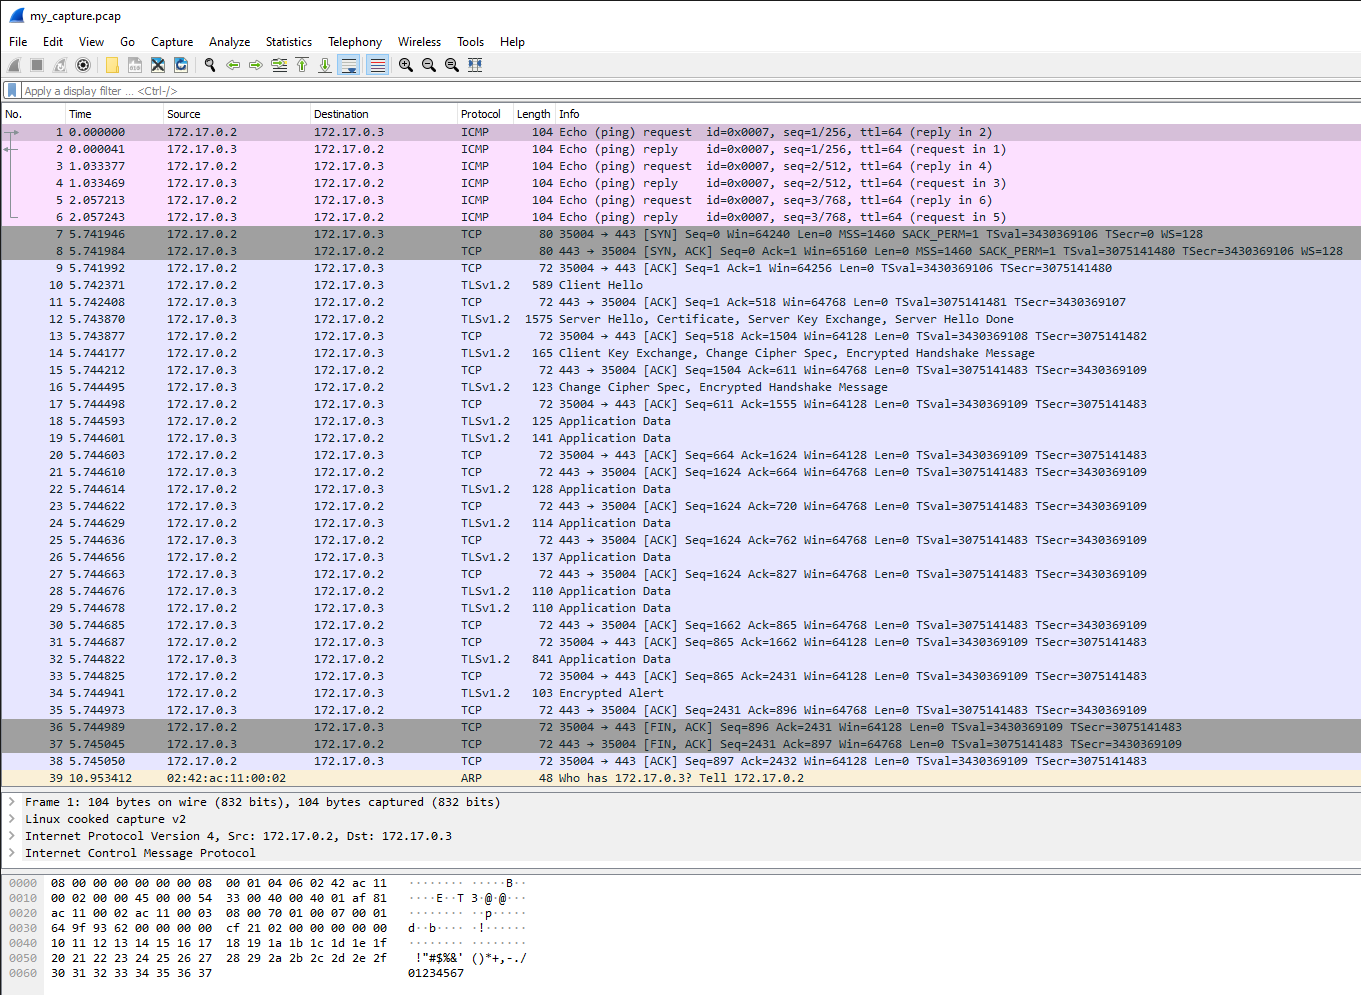 my_capture.pcap
File Edit View Go Capture Analyze Statistics Telephony Wireless Tools Help
Apply a display filter ... <Ctrl-/>
No. Time Source Destination Protocol Length Info
1 0.000000 172.17.0.2 172.17.0.3 ICMP 104 Echo (ping) request id=0x0007, seq=1/256, ttl=64 (reply in 2)
2 0.000041 172.17.0.3 172.17.0.2 ICMP 104 Echo (ping) reply id=0x0007, seq=1/256, ttl=64 (request in 1)
3 1.033377 172.17.0.2 172.17.0.3 ICMP 104 Echo (ping) request id=0x0007, seq=2/512, ttl=64 (reply in 4)
4 1.033469 172.17.0.3 172.17.0.2 ICMP 104 Echo (ping) reply id=0x0007, seq=2/512, ttl=64 (request in 3)
5 2.057213 172.17.0.2 172.17.0.3 ICMP 104 Echo (ping) request id=0x0007, seq=3/768, ttl=64 (reply in 6)
6 2.057243 172.17.0.3 172.17.0.2 ICMP 104 Echo (ping) reply id=0x0007, seq=3/768, ttl=64 (request in 5)
7 5.741946 172.17.0.2 172.17.0.3 TCP 80 35004 → 443 [SYN] Seq=0 Win=64240 Len=0 MSS=1460 SACK_PERM=1 TSval=3430369106 TSecr=0 WS=128
8 5.741984 172.17.0.3 172.17.0.2 TCP 80 443 → 35004 [SYN, ACK] Seq=0 Ack=1 Win=65160 Len=0 MSS=1460 SACK_PERM=1 TSval=3075141480 TSecr=3430369106 WS=128
9 5.741992 172.17.0.2 172.17.0.3 TCP 72 35004 → 443 [ACK] Seq=1 Ack=1 Win=64256 Len=0 TSval=3430369106 TSecr=3075141480
10 5.742371 172.17.0.2 172.17.0.3 TLSv1.2 589 Client Hello
11 5.742408 172.17.0.3 172.17.0.2 TCP 72 443 → 35004 [ACK] Seq=1 Ack=518 Win=64768 Len=0 TSval=3075141481 TSecr=3430369107
12 5.743870 172.17.0.3 172.17.0.2 TLSv1.2 1575 Server Hello, Certificate, Server Key Exchange, Server Hello Done
13 5.743877 172.17.0.2 172.17.0.3 TCP 72 35004 → 443 [ACK] Seq=518 Ack=1504 Win=64128 Len=0 TSval=3430369108 TSecr=3075141482
14 5.744177 172.17.0.2 172.17.0.3 TLSv1.2 165 Client Key Exchange, Change Cipher Spec, Encrypted Handshake Message
15 5.744212 172.17.0.3 172.17.0.2 TCP 72 443 → 35004 [ACK] Seq=1504 Ack=611 Win=64768 Len=0 TSval=3075141483 TSecr=3430369109
16 5.744495 172.17.0.3 172.17.0.2 TLSv1.2 123 Change Cipher Spec, Encrypted Handshake Message
17 5.744498 172.17.0.2 172.17.0.3 TCP 72 35004 → 443 [ACK] Seq=611 Ack=1555 Win=64128 Len=0 TSval=3430369109 TSecr=3075141483
18 5.744593 172.17.0.2 172.17.0.3 TLSv1.2 125 Application Data
19 5.744601 172.17.0.3 172.17.0.2 TLSv1.2 141 Application Data
20 5.744603 172.17.0.2 172.17.0.3 TCP 72 35004 → 443 [ACK] Seq=664 Ack=1624 Win=64128 Len=0 TSval=3430369109 TSecr=3075141483
21 5.744610 172.17.0.3 172.17.0.2 TCP 72 443 → 35004 [ACK] Seq=1624 Ack=664 Win=64768 Len=0 TSval=3075141483 TSecr=3430369109
22 5.744614 172.17.0.2 172.17.0.3 TLSv1.2 128 Application Data
23 5.744622 172.17.0.3 172.17.0.2 TCP 72 443 → 35004 [ACK] Seq=1624 Ack=720 Win=64768 Len=0 TSval=3075141483 TSecr=3430369109
24 5.744629 172.17.0.2 172.17.0.3 TLSv1.2 114 Application Data
25 5.744636 172.17.0.3 172.17.0.2 TCP 72 443 → 35004 [ACK] Seq=1624 Ack=762 Win=64768 Len=0 TSval=3075141483 TSecr=3430369109
26 5.744656 172.17.0.2 172.17.0.3 TLSv1.2 137 Application Data
27 5.744663 172.17.0.3 172.17.0.2 TCP 72 443 → 35004 [ACK] Seq=1624 Ack=827 Win=64768 Len=0 TSval=3075141483 TSecr=3430369109
28 5.744676 172.17.0.2 172.17.0.3 TLSv1.2 110 Application Data
29 5.744678 172.17.0.3 172.17.0.2 TLSv1.2 110 Application Data
30 5.744685 172.17.0.3 172.17.0.2 TCP 72 443 → 35004 [ACK] Seq=1662 Ack=865 Win=64768 Len=0 TSval=3075141483 TSecr=3430369109
31 5.744687 172.17.0.2 172.17.0.3 TCP 72 35004 → 443 [ACK] Seq=865 Ack=1662 Win=64128 Len=0 TSval=3430369109 TSecr=3075141483
32 5.744822 172.17.0.3 172.17.0.2 TLSv1.2 841 Application Data
33 5.744825 172.17.0.2 172.17.0.3 TCP 72 35004 → 443 [ACK] Seq=865 Ack=2431 Win=64128 Len=0 TSval=3430369109 TSecr=3075141483
34 5.744941 172.17.0.2 172.17.0.3 TLSv1.2 103 Encrypted Alert
35 5.744973 172.17.0.3 172.17.0.2 TCP 72 443 → 35004 [ACK] Seq=2431 Ack=896 Win=64768 Len=0 TSval=3075141483 TSecr=3430369109
36 5.744989 172.17.0.2 172.17.0.3 TCP 72 35004 → 443 [FIN, ACK] Seq=896 Ack=2431 Win=64128 Len=0 TSval=3430369109 TSecr=3075141483
37 5.745045 172.17.0.3 172.17.0.2 TCP 72 443 → 35004 [FIN, ACK] Seq=2431 Ack=897 Win=64768 Len=0 TSval=3075141483 TSecr=3430369109
38 5.745050 172.17.0.2 172.17.0.3 TCP 72 35004 → 443 [ACK] Seq=897 Ack=2432 Win=64128 Len=0 TSval=3430369109 TSecr=3075141483
39 10.953412 02:42:ac:11:00:02 ARP 48 Who has 172.17.0.3? Tell 172.17.0.2
Frame 1: 104 bytes on wire (832 bits), 104 bytes captured (832 bits)
Linux cooked capture v2
Internet Protocol Version 4, Src: 172.17.0.2, Dst: 172.17.0.3
Internet Control Message Protocol
0000 08 00 00 00 00 00 00 08 00 01 04 06 02 42 ac 11 ········ ·····B··
0010 00 02 00 00 45 00 00 54 33 00 40 00 40 01 af 81 ····E··T 3·@·@···
0020 ac 11 00 02 ac 11 00 03 08 00 70 01 00 07 00 01 ········ ··p·····
0030 64 9f 93 62 00 00 00 00 cf 21 02 00 00 00 00 00 d··b···· ·!······
0040 10 11 12 13 14 15 16 17 18 19 1a 1b 1c 1d 1e 1f ········ ········
0050 20 21 22 23 24 25 26 27 28 29 2a 2b 2c 2d 2e 2f  !"#$%&' ()*+,-./
0060 30 31 32 33 34 35 36 37 01234567